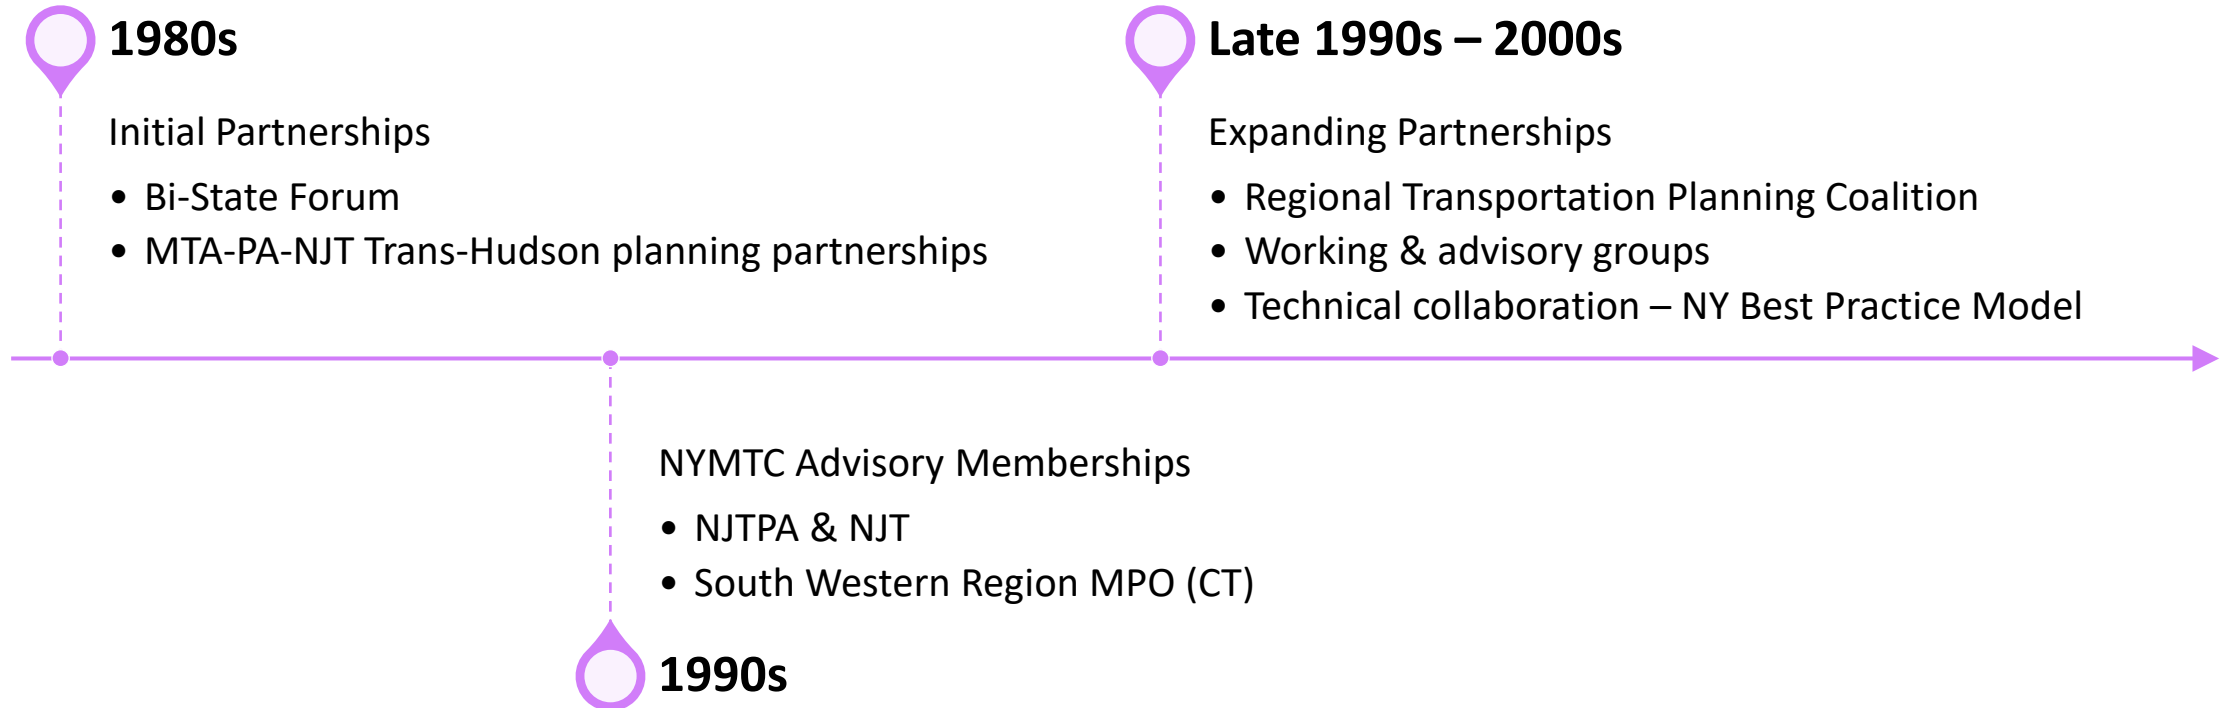 1980s
Initial Partnerships
• Bi-State Forum
• MTA-PA-NJT Trans-Hudson planning partnerships
NYMTC Advisory Memberships
• NJTPA & NJT
• South Western Region MPO (CT)
1990s
Late 1990s – 2000s
Expanding Partnerships
• Regional Transportation Planning Coalition
• Working & advisory groups
• Technical collaboration – NY Best Practice Model